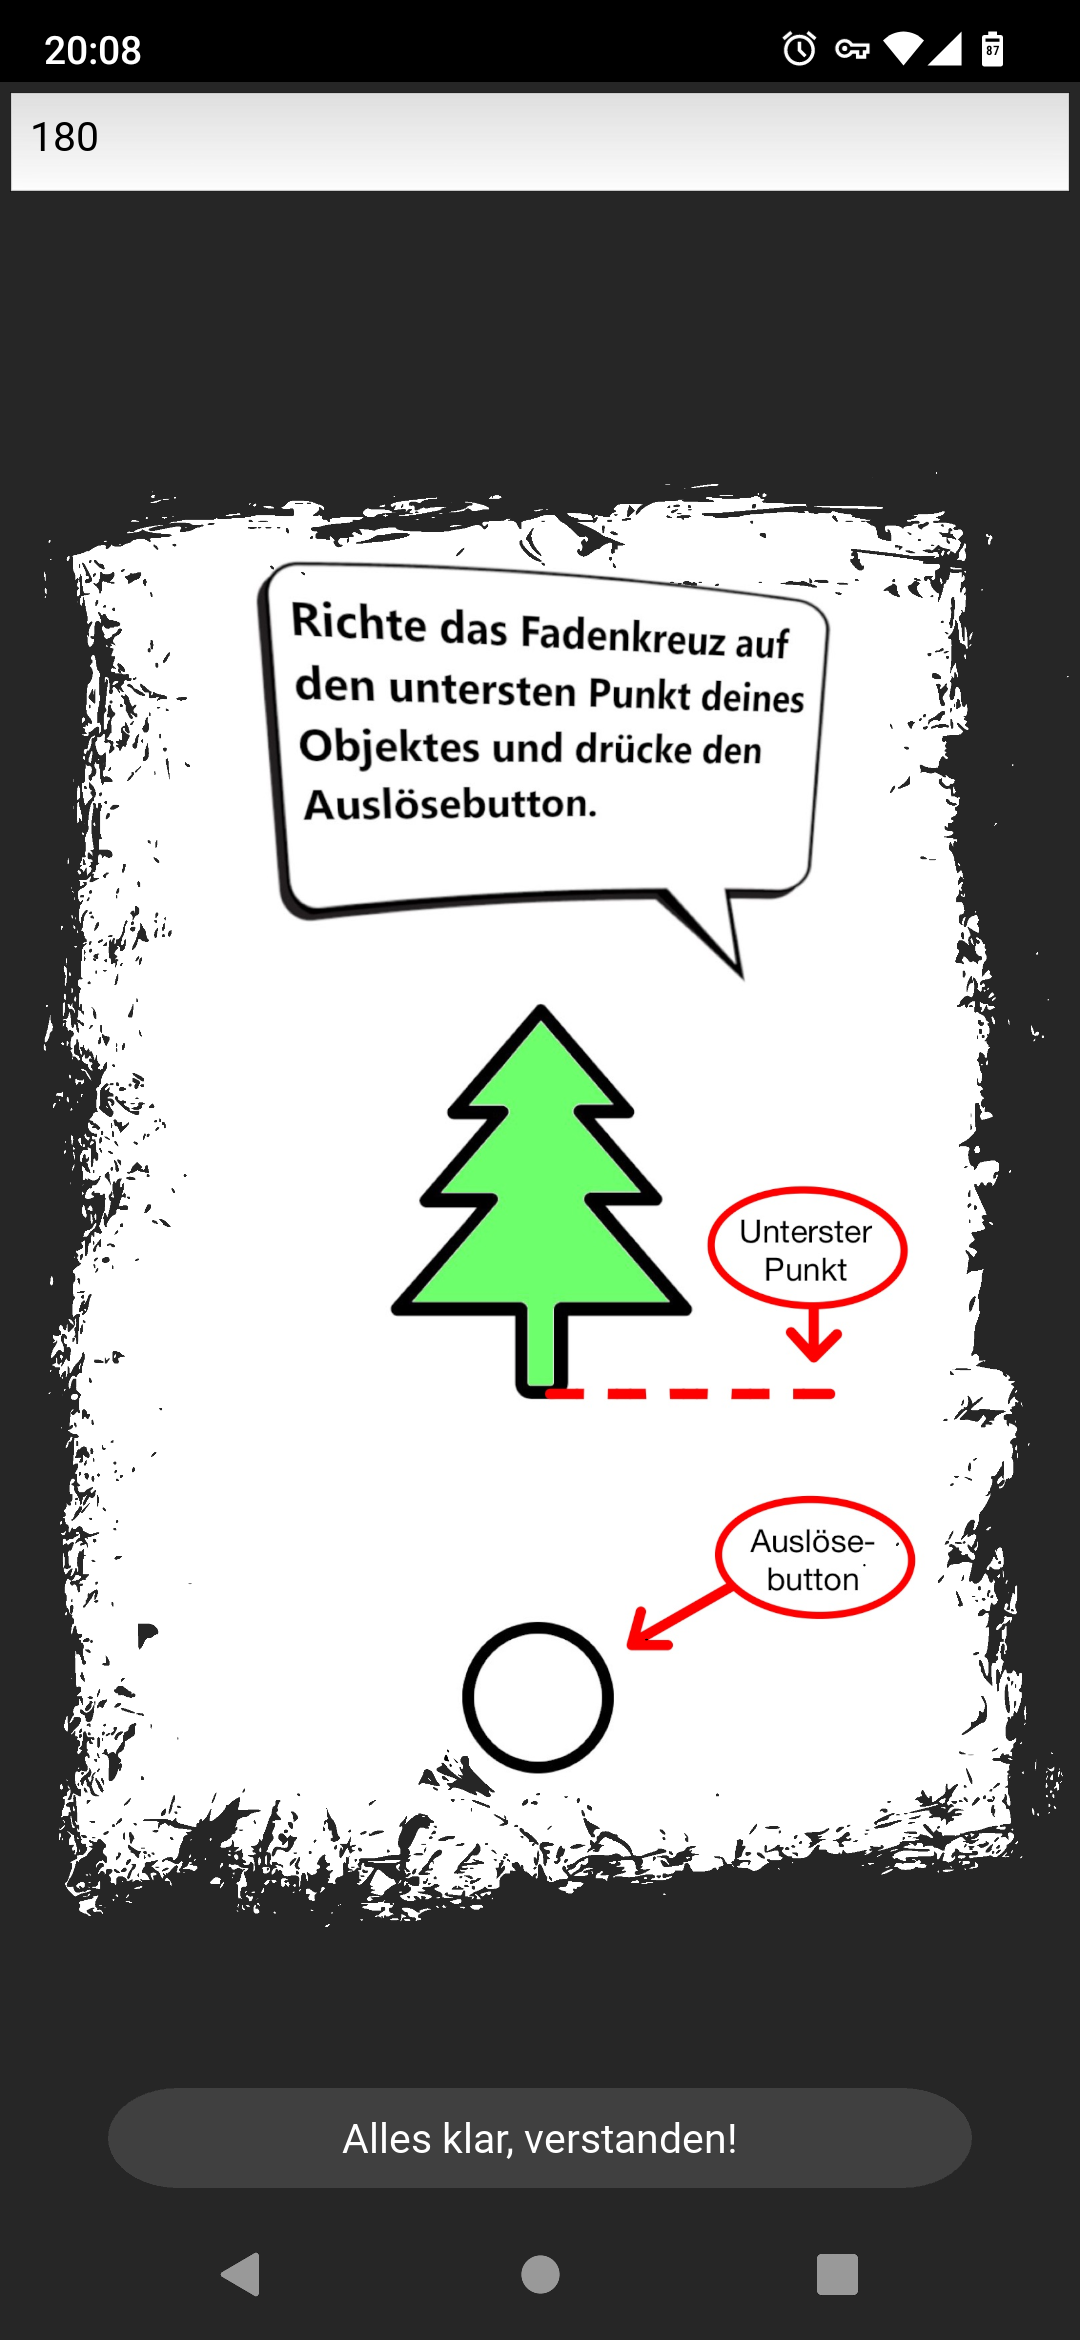 20:08
87
180
Richte das Fadenkreuz auf
den untersten Punkt deines
Objektes und drücke den
Auslösebutton.
Unterster
Punkt
Auslöse-
button
Alles klar, verstanden!